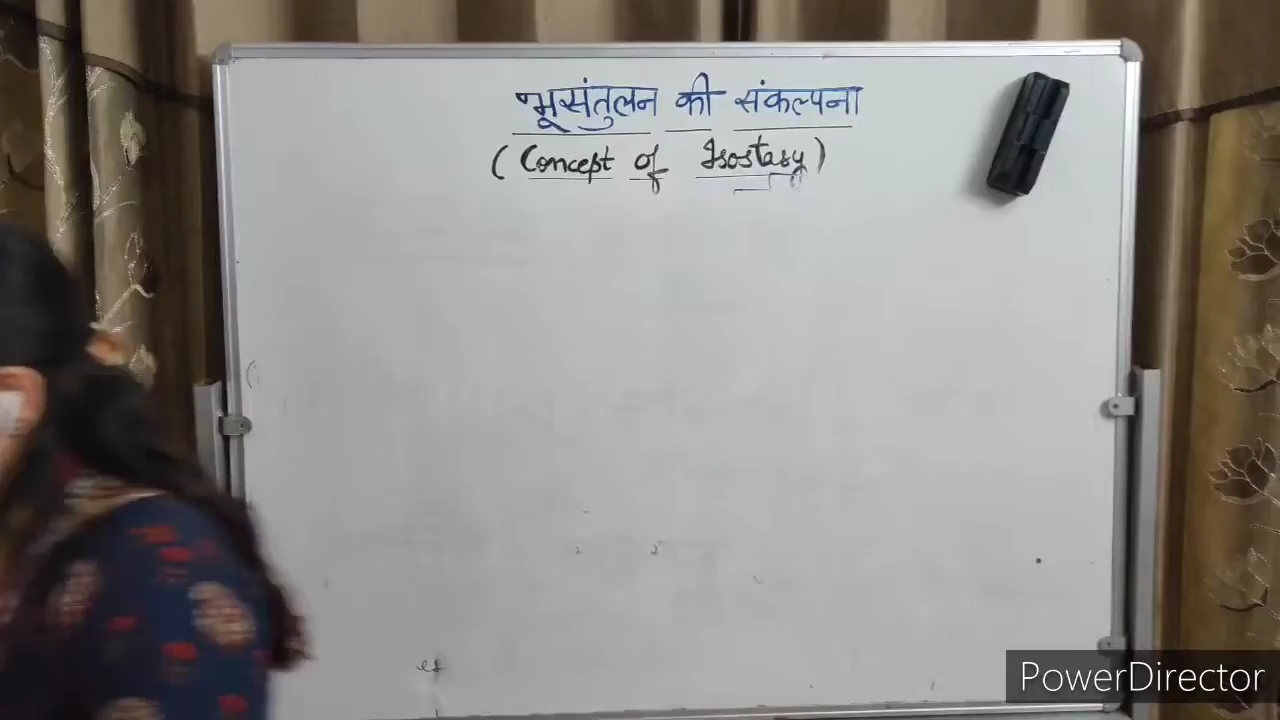 भूसंतुलन की संकल्पना
(Concept of Isostasy)
PowerDirector